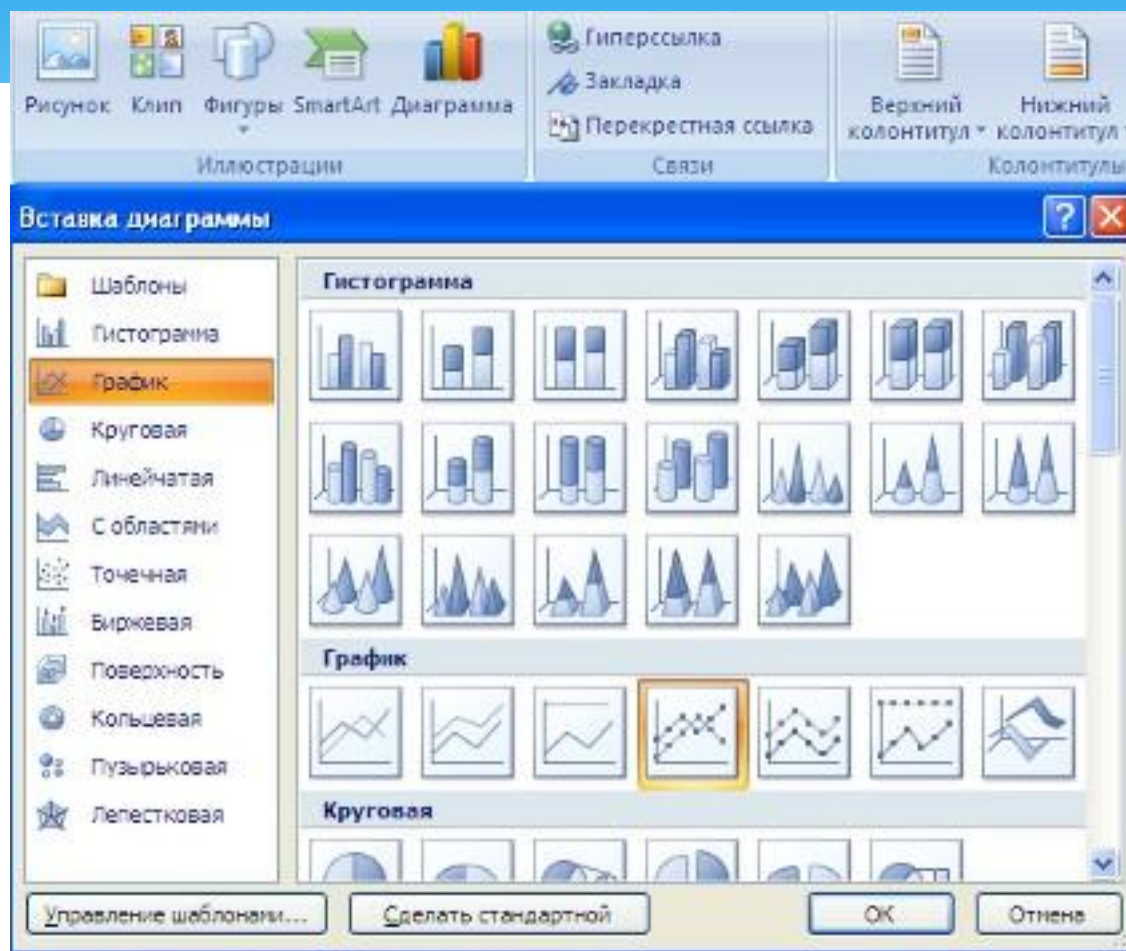 Рисунок Клип Фигуры SmartArt Диаграмма
Иллюстрации
Гиперссылка
Закладка
Перекрестная ссылка
Связи
Верхний колонтитул
Нижний колонтитул
Колонтитулы
Вставка диаграммы
Шаблоны
Гистограмма
График
Круговая
Линейчатая
С областями
Точечная
Биржевая
Поверхность
Кольцевая
Пузырьковая
Лепестковая
Гистограмма
График
Круговая
Управление шаблонами...
Сделать стандартной
ОК
Отмена